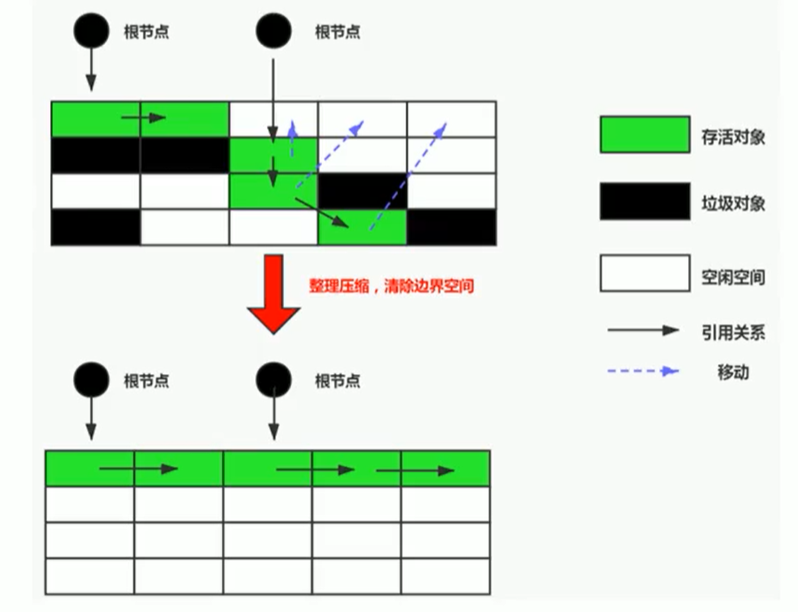 根节点
根节点
存活对象
垃圾对象
空闲空间
整理压缩，清除边界空间
引用关系
移动
根节点
根节点